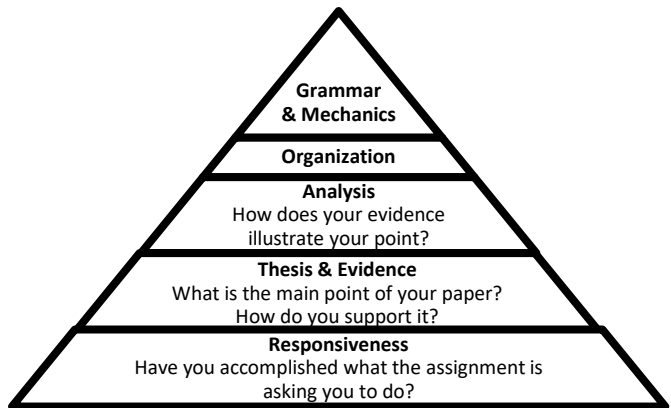 Grammar
& Mechanics
Organization
Analysis
How does your evidence
illustrate your point?
Thesis & Evidence
What is the main point of your paper?
How do you support it?
Responsiveness
Have you accomplished what the assignment is
asking you to do?